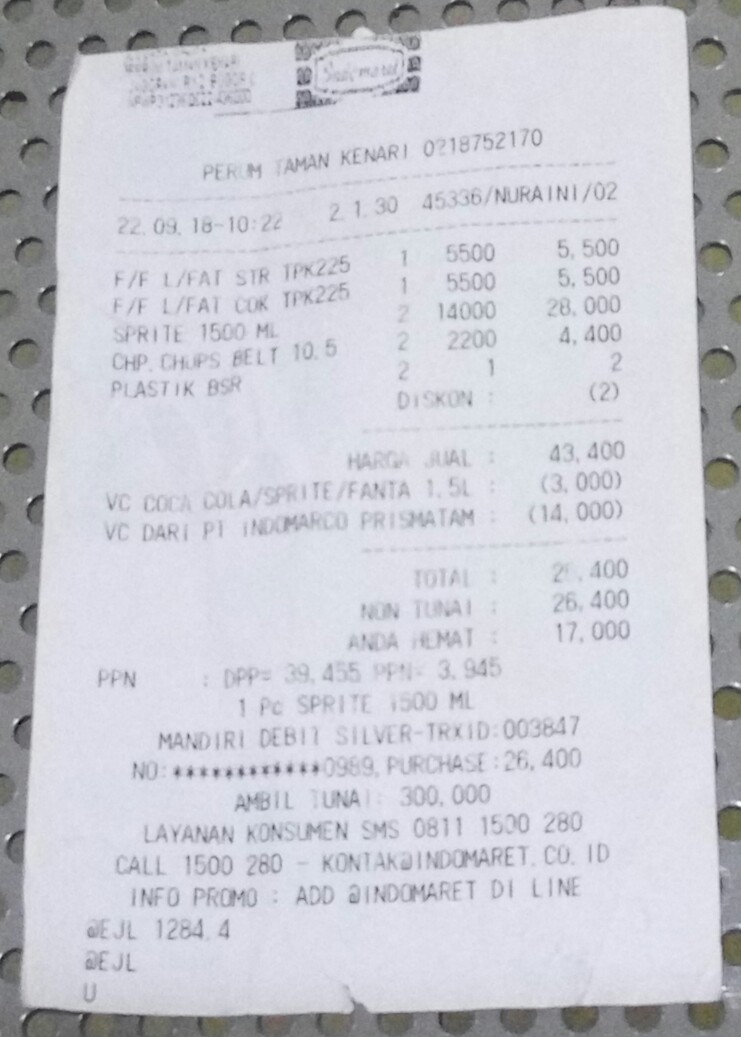 Indomaret
PERUM TAMAN KENARI 0218752170
22.09.18-10:22 2.1.30 45336/NURAINI/02
F/F L/FAT STR TPK225 1 5500 5,500
F/F L/FAT COK TPK225 1 5500 5,500
SPRITE 1500 ML 2 14000 28,000
CHP.CHUPS BELT 10.5 2 2200 4,400
PLASTIK BSR 2 1 2
DISKON : (2)
HARGA JUAL : 43,400
VC COCA COLA/SPRITE/FANTA 1.5L : (3,000)
VC DARI PT INDOMARCO PRISMATAM : (14,000)
TOTAL : 26,400
NON TUNAI : 26,400
ANDA HEMAT : 17,000
PPN : DPP= 39,455 PPN= 3,945
1 Pc SPRITE 1500 ML
MANDIRI DEBIT SILVER-TRXID:003847
NO:************0989, PURCHASE:26,400
AMBIL TUNAI: 300,000
LAYANAN KONSUMEN SMS 0811 1500 280
CALL 1500 280 - KONTAK@INDOMARET.CO.ID
INFO PROMO : ADD @INDOMARET DI LINE
@EJL 1284.4
@EJL
U